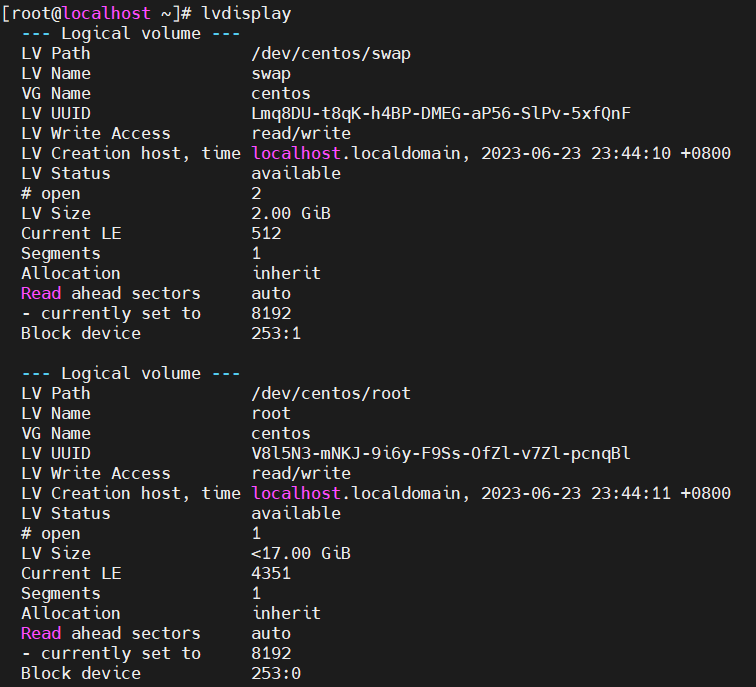 [root@localhost ~]# lvdisplay
  --- Logical volume ---
  LV Path                /dev/centos/swap
  LV Name                swap
  VG Name                centos
  LV UUID                Lmq8DU-t8qK-h4BP-DMEG-aP56-SlPv-5xfQnF
  LV Write Access        read/write
  LV Creation host, time localhost.localdomain, 2023-06-23 23:44:10 +0800
  LV Status              available
  # open                 2
  LV Size                2.00 GiB
  Current LE             512
  Segments               1
  Allocation             inherit
  Read ahead sectors     auto
  - currently set to     8192
  Block device           253:1

  --- Logical volume ---
  LV Path                /dev/centos/root
  LV Name                root
  VG Name                centos
  LV UUID                V8l5N3-mNKJ-9i6y-F9Ss-OfZl-v7Zl-pcnqBl
  LV Write Access        read/write
  LV Creation host, time localhost.localdomain, 2023-06-23 23:44:11 +0800
  LV Status              available
  # open                 1
  LV Size                <17.00 GiB
  Current LE             4351
  Segments               1
  Allocation             inherit
  Read ahead sectors     auto
  - currently set to     8192
  Block device           253:0